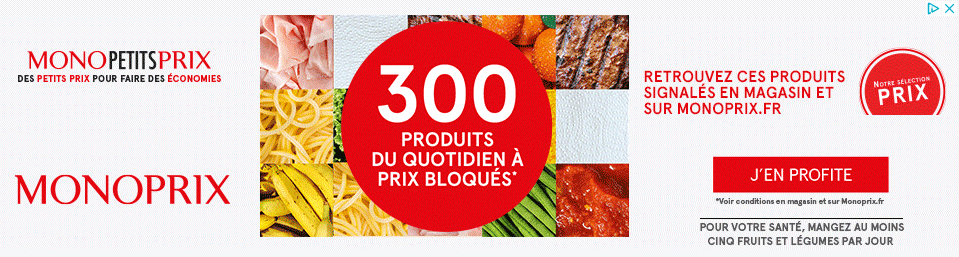 MONOPETITSPRIX
DES PETITS PRIX POUR FAIRE DES ÉCONOMIES
MONOPRIX
300
PRODUITS
DU QUOTIDIEN À
PRIX BLOQUÉS*
RETROUVEZ CES PRODUITS
SIGNALÉS EN MAGASIN ET
SUR MONOPRIX.FR
NOTRE SÉLECTION
PRIX
J'EN PROFITE
*Voir conditions en magasin et sur Monoprix.fr
POUR VOTRE SANTÉ, MANGEZ AU MOINS
CINQ FRUITS ET LÉGUMES PAR JOUR